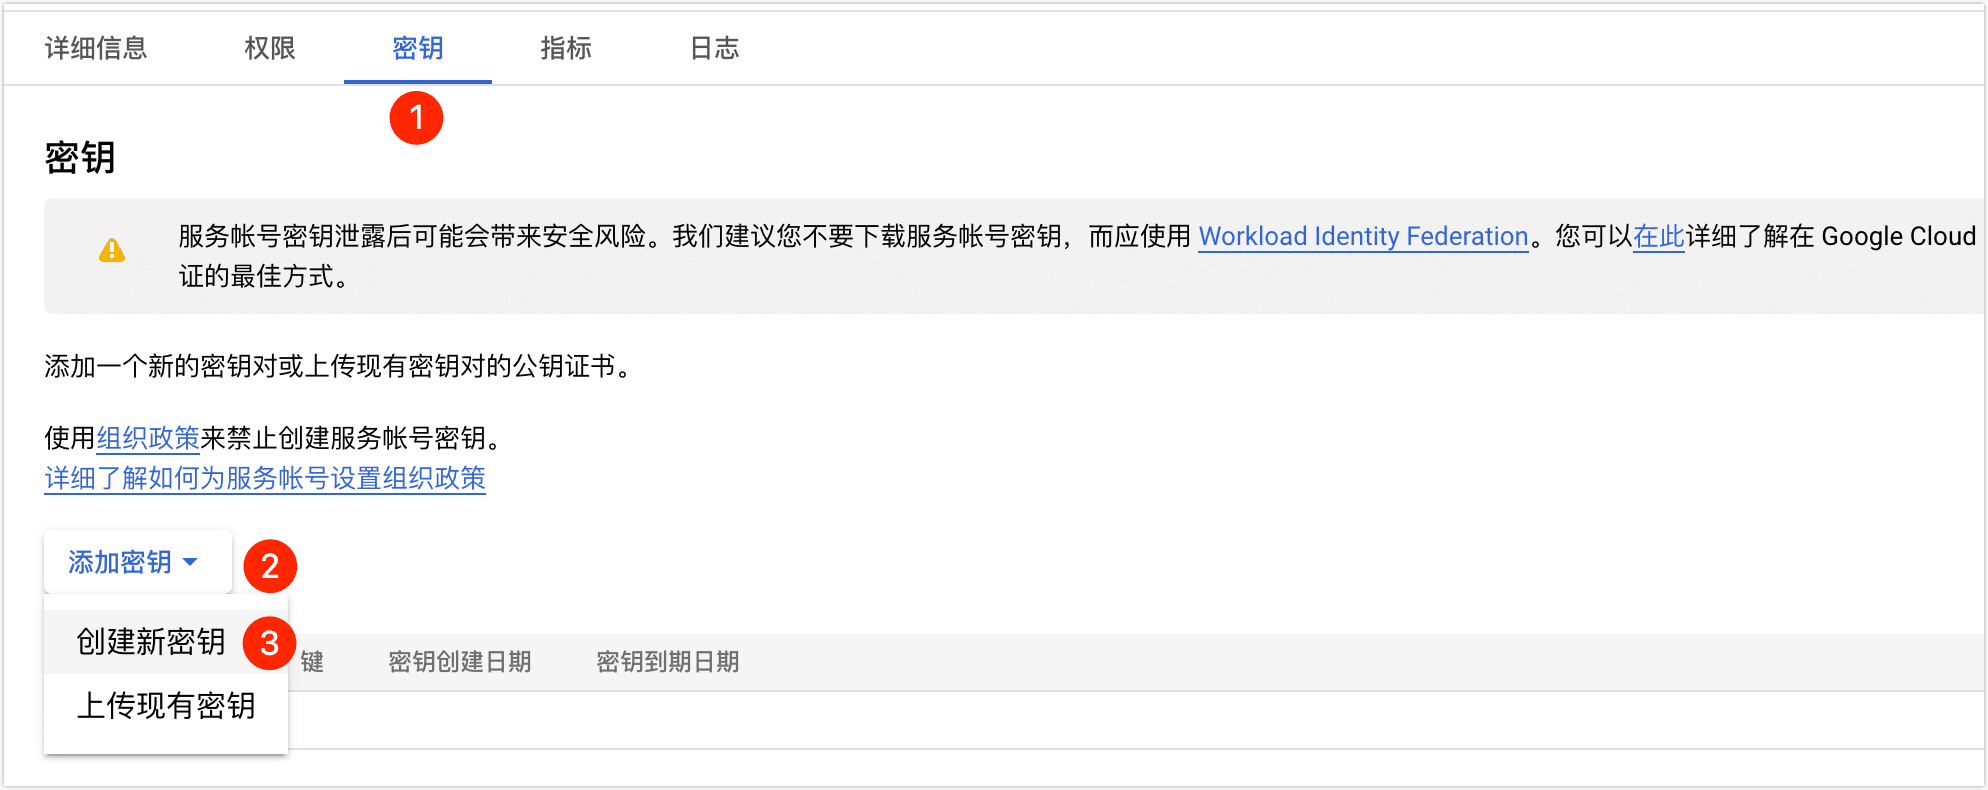 详细信息 权限 密钥 指标 日志
1
密钥
服务帐号密钥泄露后可能会带来安全风险。我们建议您不要下载服务帐号密钥，而应使用 Workload Identity Federation。您可以在此详细了解在 Google Cloud
证的最佳方式。
添加一个新的密钥对或上传现有密钥对的公钥证书。
使用组织政策来禁止创建服务帐号密钥。
详细了解如何为服务帐号设置组织政策
添加密钥 2
创建新密钥 3
键 密钥创建日期 密钥到期日期
上传现有密钥